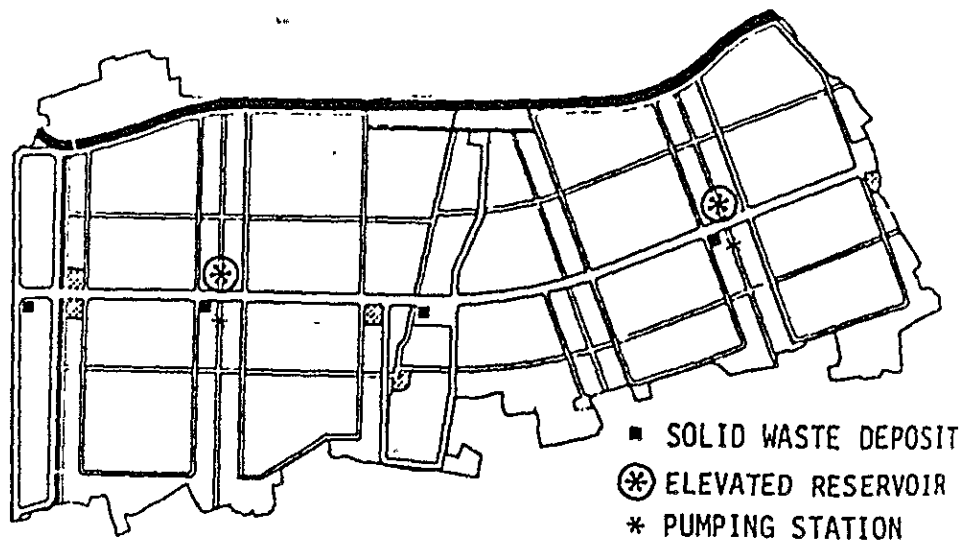 SOLID WASTE DEPOSIT
ELEVATED RESERVOIR
PUMPING STATION